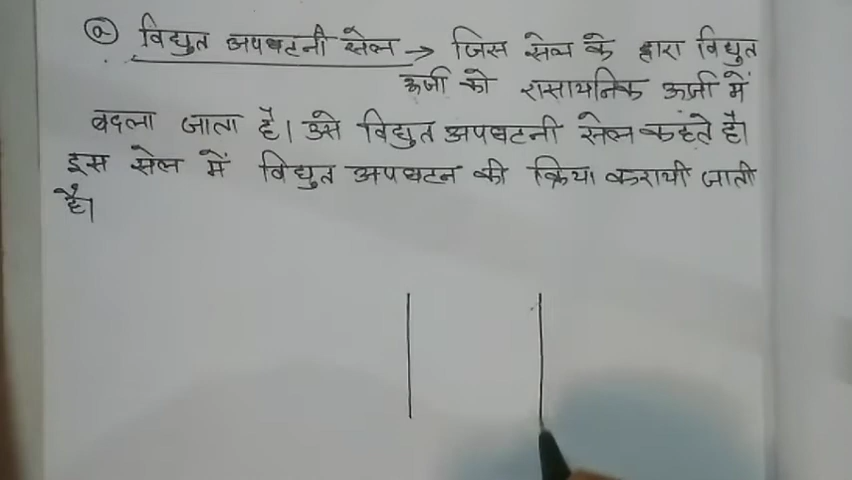 ⓐ विद्युत अपघटनी सेल → जिस सेल के द्वारा विद्युत
ऊर्जा को रासायनिक ऊर्जा में
बदला जाता है। उसे विद्युत अपघटनी सेल कहते है।
इस सेल में विद्युत अपघटन की क्रिया करायी जाती
है।